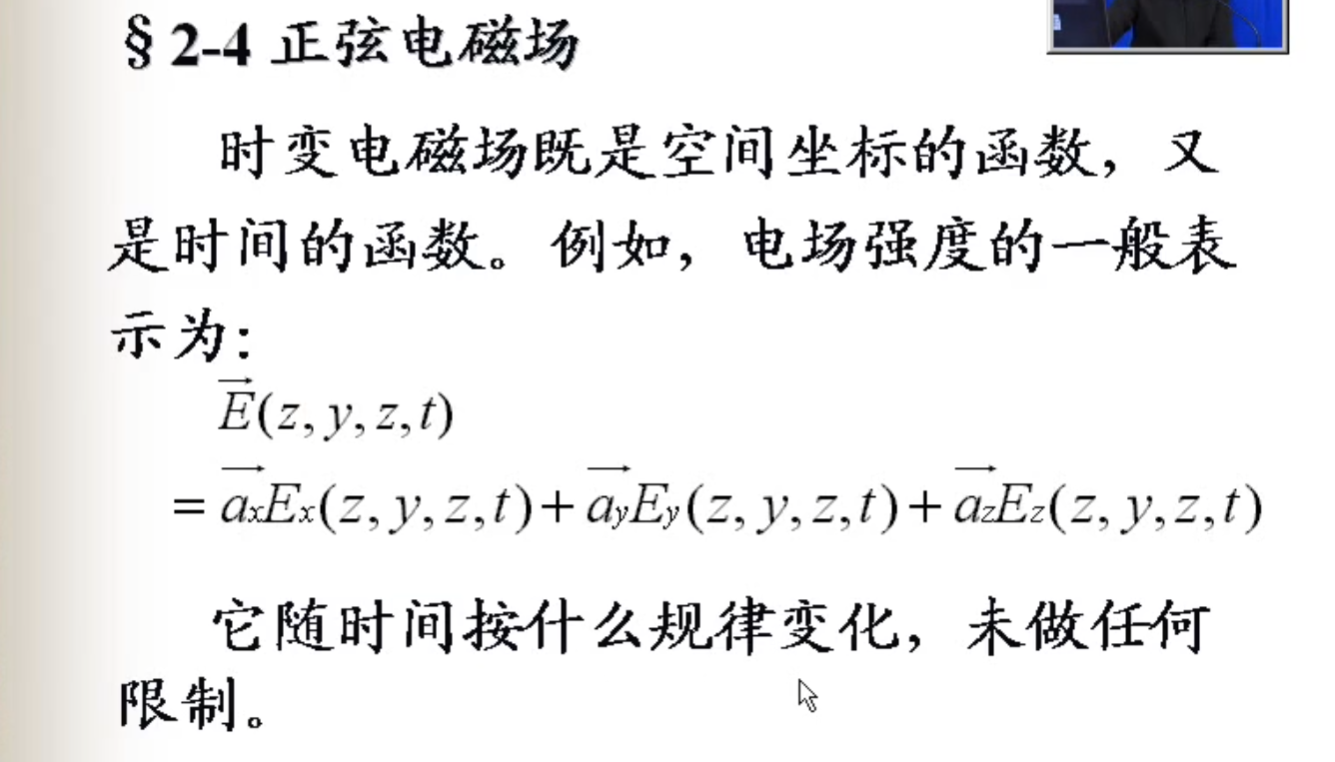 § 2-4 正弦电磁场
时变电磁场既是空间坐标的函数，又
是时间的函数。例如，电场强度的一般表
示为：
$\vec{E}(z,y,z,t)$
$=\vec{a_x}E_x(z,y,z,t)+\vec{a_y}E_y(z,y,z,t)+\vec{a_z}E_z(z,y,z,t)$
它随时间按什么规律变化，未做任何
限制。